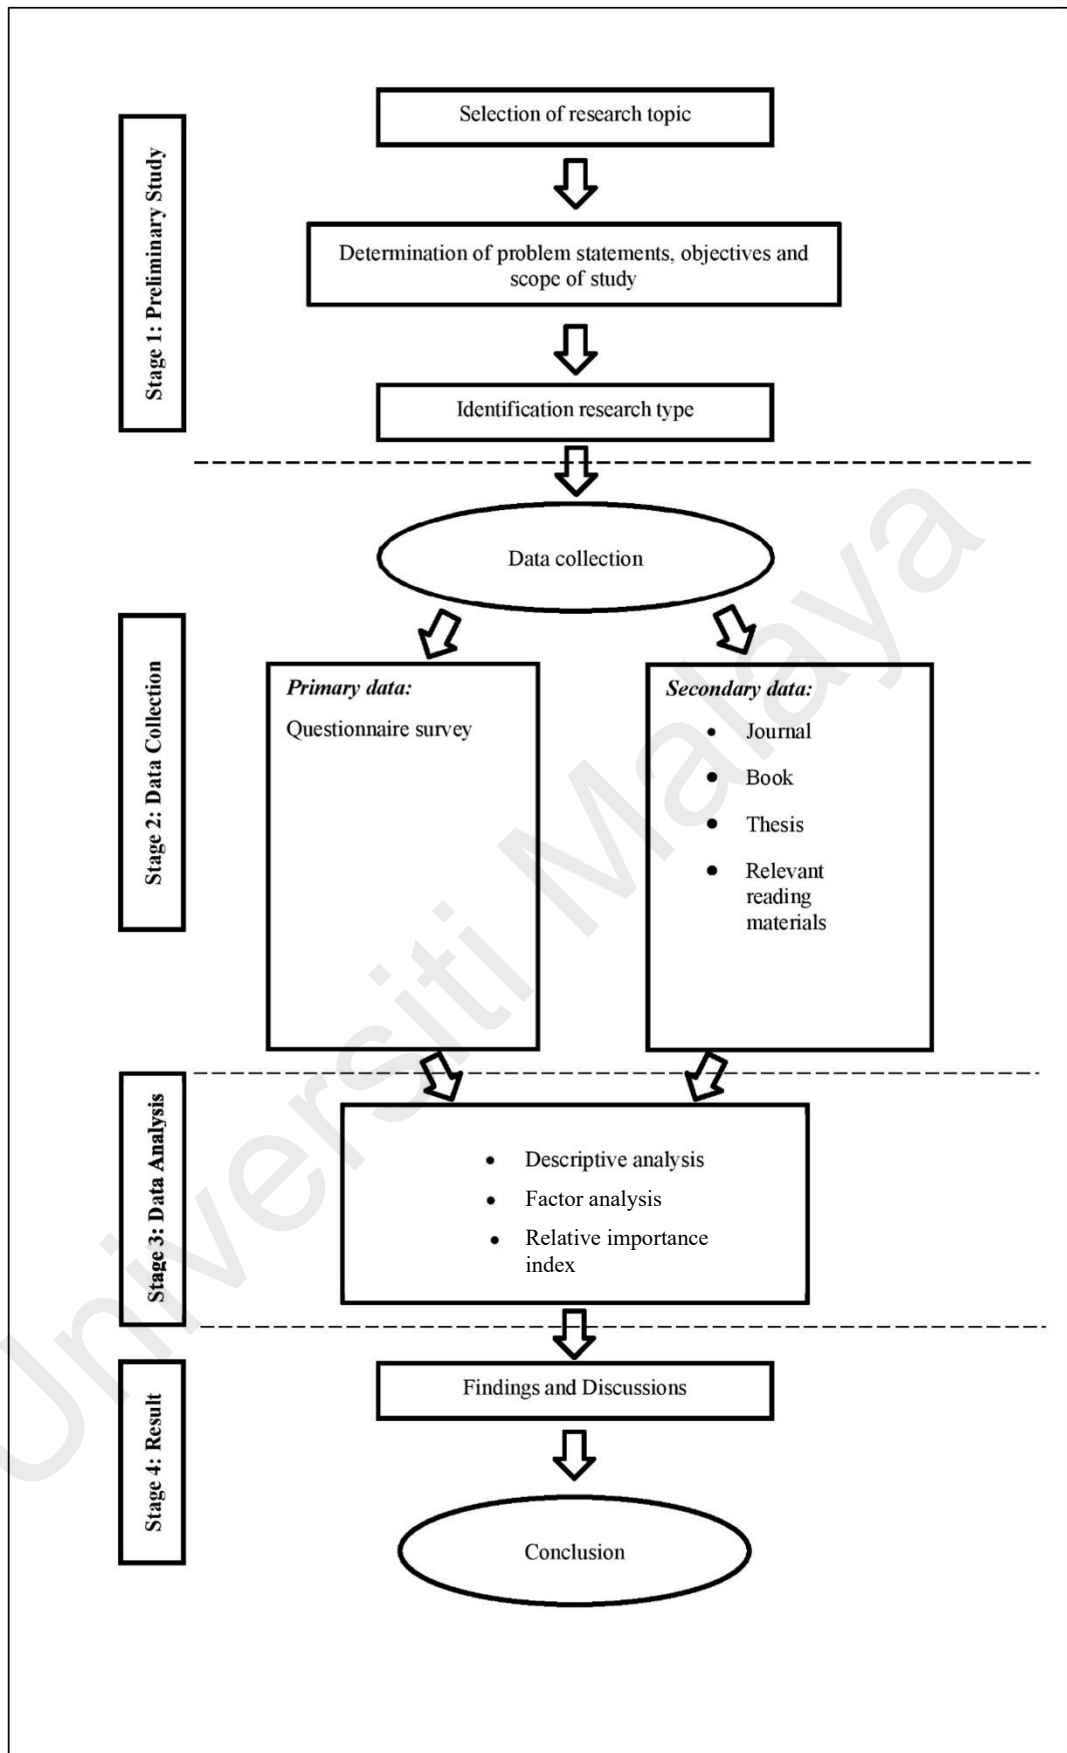 Stage 1: Preliminary Study
Selection of research topic
Determination of problem statements, objectives and
scope of study
Identification research type
Stage 2: Data Collection
Data collection
Primary data:
Questionnaire survey
Secondary data:
• Journal
• Book
• Thesis
• Relevant
reading
materials
Stage 3: Data Analysis
• Descriptive analysis
• Factor analysis
• Relative importance
index
Stage 4: Result
Findings and Discussions
Conclusion
Universiti Malaya